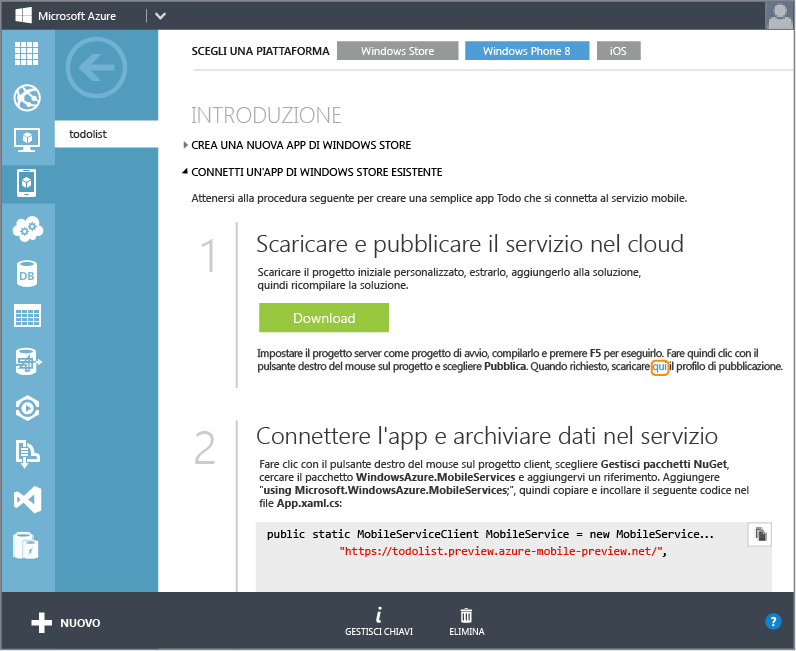 Microsoft Azure
SCEGLI UNA PIATTAFORMA Windows Store Windows Phone 8 iOS
todolist
INTRODUZIONE
CREA UNA NUOVA APP DI WINDOWS STORE
CONNETTI UN'APP DI WINDOWS STORE ESISTENTE
Attenersi alla procedura seguente per creare una semplice app Todo che si connetta al servizio mobile.
1 Scaricare e pubblicare il servizio nel cloud
Scaricare il progetto iniziale personalizzato, estrarlo, aggiungerlo alla soluzione,
quindi ricompilare la soluzione.
Download
Impostare il progetto server come progetto di avvio, compilarlo e premere F5 per eseguirlo. Fare quindi clic con il
pulsante destro del mouse sul progetto e scegliere Pubblica. Quando richiesto, scaricare qui il profilo di pubblicazione.
2 Connettere l'app e archiviare dati nel servizio
Fare clic con il pulsante destro del mouse sul progetto client, scegliere Gestisci pacchetti NuGet,
cercare il pacchetto WindowsAzure.MobileServices e aggiungervi un riferimento. Aggiungere
"using Microsoft.WindowsAzure.MobileServices;", quindi copiare e incollare il seguente codice nel
file App.xaml.cs:
public static MobileServiceClient MobileService = new MobileService...
"https://todolist.preview.azure-mobile-preview.net/",
DB
NUOVO
GESTISCI CHIAVI
ELIMINA
?